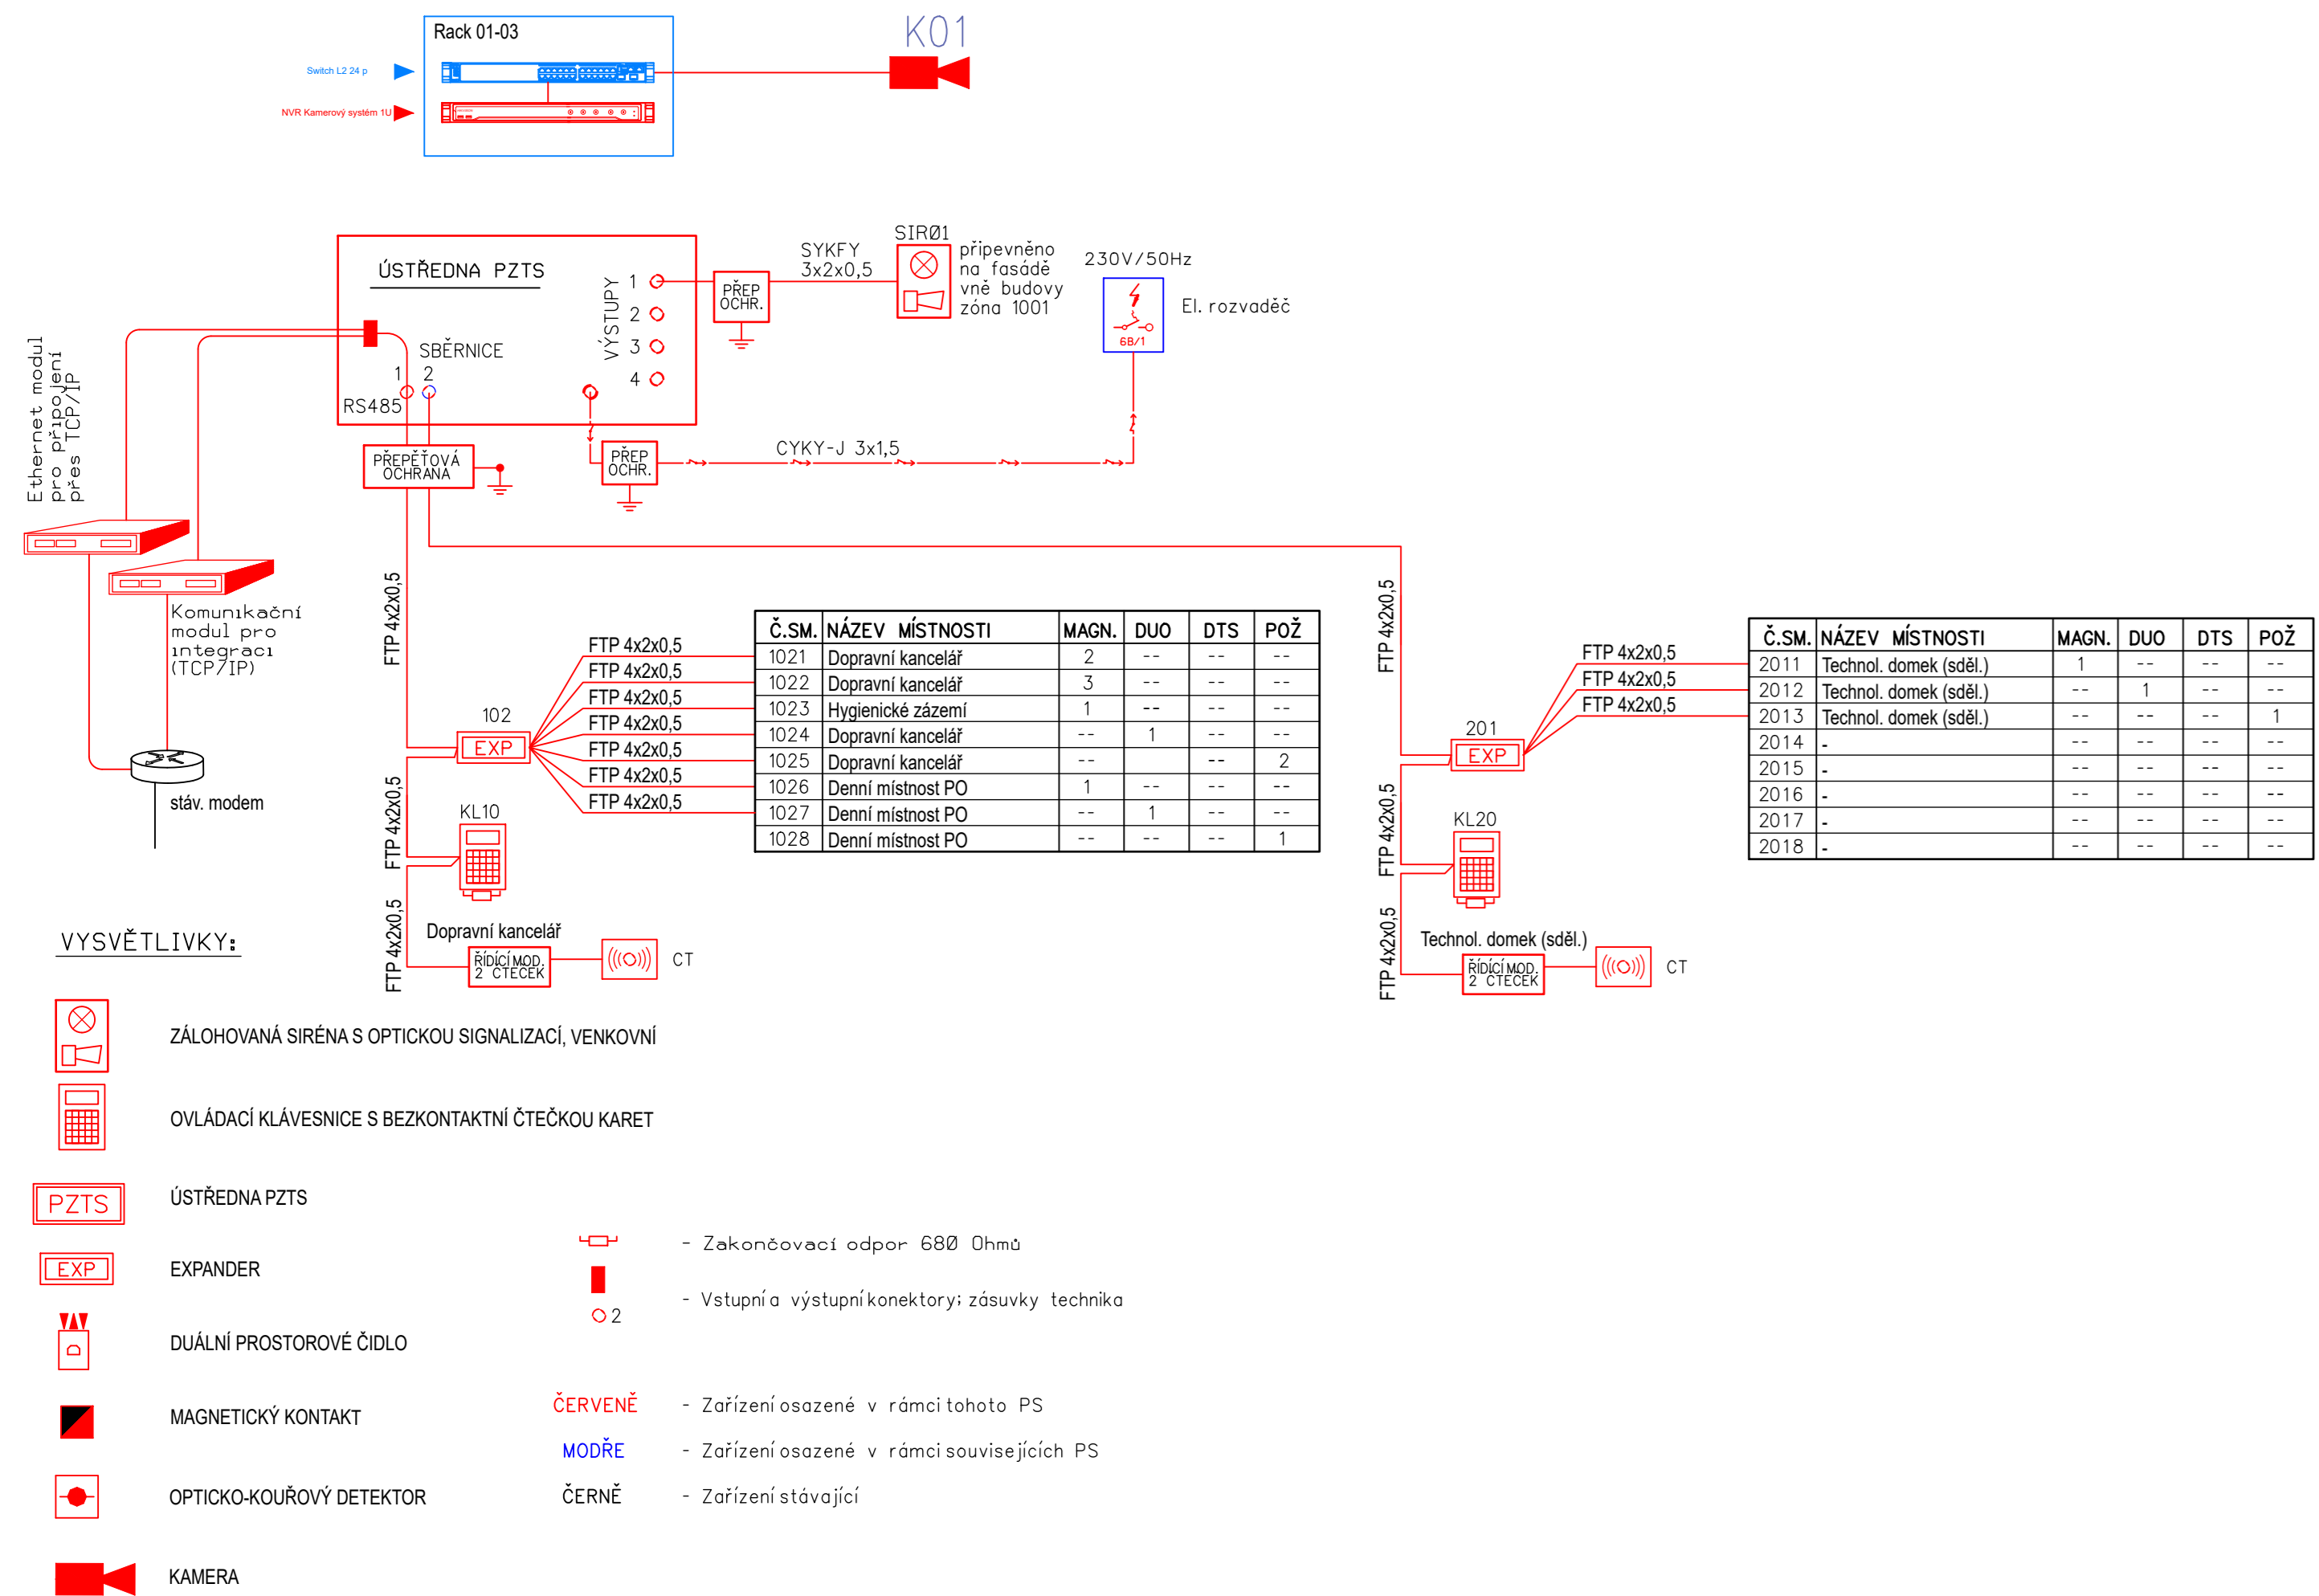 Rack 01-03
K01
Switch L2 24 p
NVR Kamerový systém 1U
ÚSTŘEDNA PZTS
VÝSTUPY
1
2
3
4
SBĚRNICE
1 2
RS485
PŘEP
OCHR.
SYKFY
3x2x0,5
SIRØ1
připevněno
na fasádě
vně budovy
zóna 1001
230V/50Hz
6B/1
El. rozvaděč
Ethernet modul
pro připojení
přes TCP/IP
PŘEPĚŤOVÁ
OCHRANA
PŘEP
OCHR.
CYKY-J 3x1,5
Komunikační
modul pro
integraci
(TCP/IP)
stáv. modem
FTP 4x2x0,5
102
EXP
FTP 4x2x0,5
FTP 4x2x0,5
FTP 4x2x0,5
FTP 4x2x0,5
FTP 4x2x0,5
FTP 4x2x0,5
FTP 4x2x0,5
Č.SM. NÁZEV MÍSTNOSTI MAGN. DUO DTS POŽ
1021 Dopravní kancelář 2 -- -- --
1022 Dopravní kancelář 3 -- -- --
1023 Hygienické zázemí 1 -- -- --
1024 Dopravní kancelář -- 1 -- --
1025 Dopravní kancelář -- -- 2
1026 Denní místnost PO 1 -- -- --
1027 Denní místnost PO -- 1 -- --
1028 Denní místnost PO -- -- -- 1
FTP 4x2x0,5
KL10
FTP 4x2x0,5
Dopravní kancelář
ŘÍDÍCÍ MOD.
2 ČTEČEK
CT
FTP 4x2x0,5
201
EXP
FTP 4x2x0,5
FTP 4x2x0,5
FTP 4x2x0,5
Č.SM. NÁZEV MÍSTNOSTI MAGN. DUO DTS POŽ
2011 Technol. domek (sděl.) 1 -- -- --
2012 Technol. domek (sděl.) -- 1 -- --
2013 Technol. domek (sděl.) -- -- -- 1
2014 - -- -- -- --
2015 - -- -- -- --
2016 - -- -- -- --
2017 - -- -- -- --
2018 - -- -- -- --
FTP 4x2x0,5
KL20
FTP 4x2x0,5
Technol. domek (sděl.)
ŘÍDÍCÍ MOD.
2 ČTEČEK
CT
VYSVĚTLIVKY:
ZÁLOHOVANÁ SIRÉNA S OPTICKOU SIGNALIZACÍ, VENKOVNÍ
OVLÁDACÍ KLÁVESNICE S BEZKONTAKTNÍ ČTEČKOU KARET
PZTS ÚSTŘEDNA PZTS
EXP EXPANDER
DUÁLNÍ PROSTOROVÉ ČIDLO
MAGNETICKÝ KONTAKT
OPTICKO-KOUŘOVÝ DETEKTOR
KAMERA
- Zakončovací odpor 68Ø Ohmů
- Vstupní a výstupní konektory; zásuvky technika
2
ČERVENĚ - Zařízení osazené v rámci tohoto PS
MODŘE - Zařízení osazené v rámci souvisejících PS
ČERNĚ - Zařízení stávající